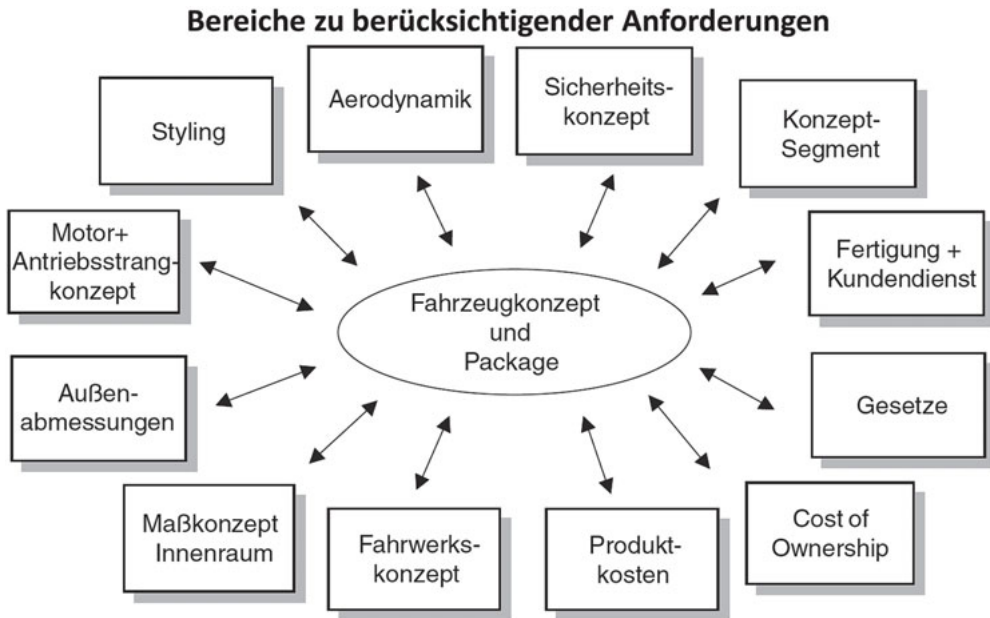 Bereiche zu berücksichtigender Anforderungen
Styling
Aerodynamik
Sicherheits-
konzept
Konzept-
Segment
Motor+
Antriebsstrang-
konzept
Fahrzeugkonzept
und
Package
Fertigung +
Kundendienst
Außen-
abmessungen
Gesetze
Maßkonzept
Innenraum
Fahrwerks-
konzept
Produkt-
kosten
Cost of
Ownership